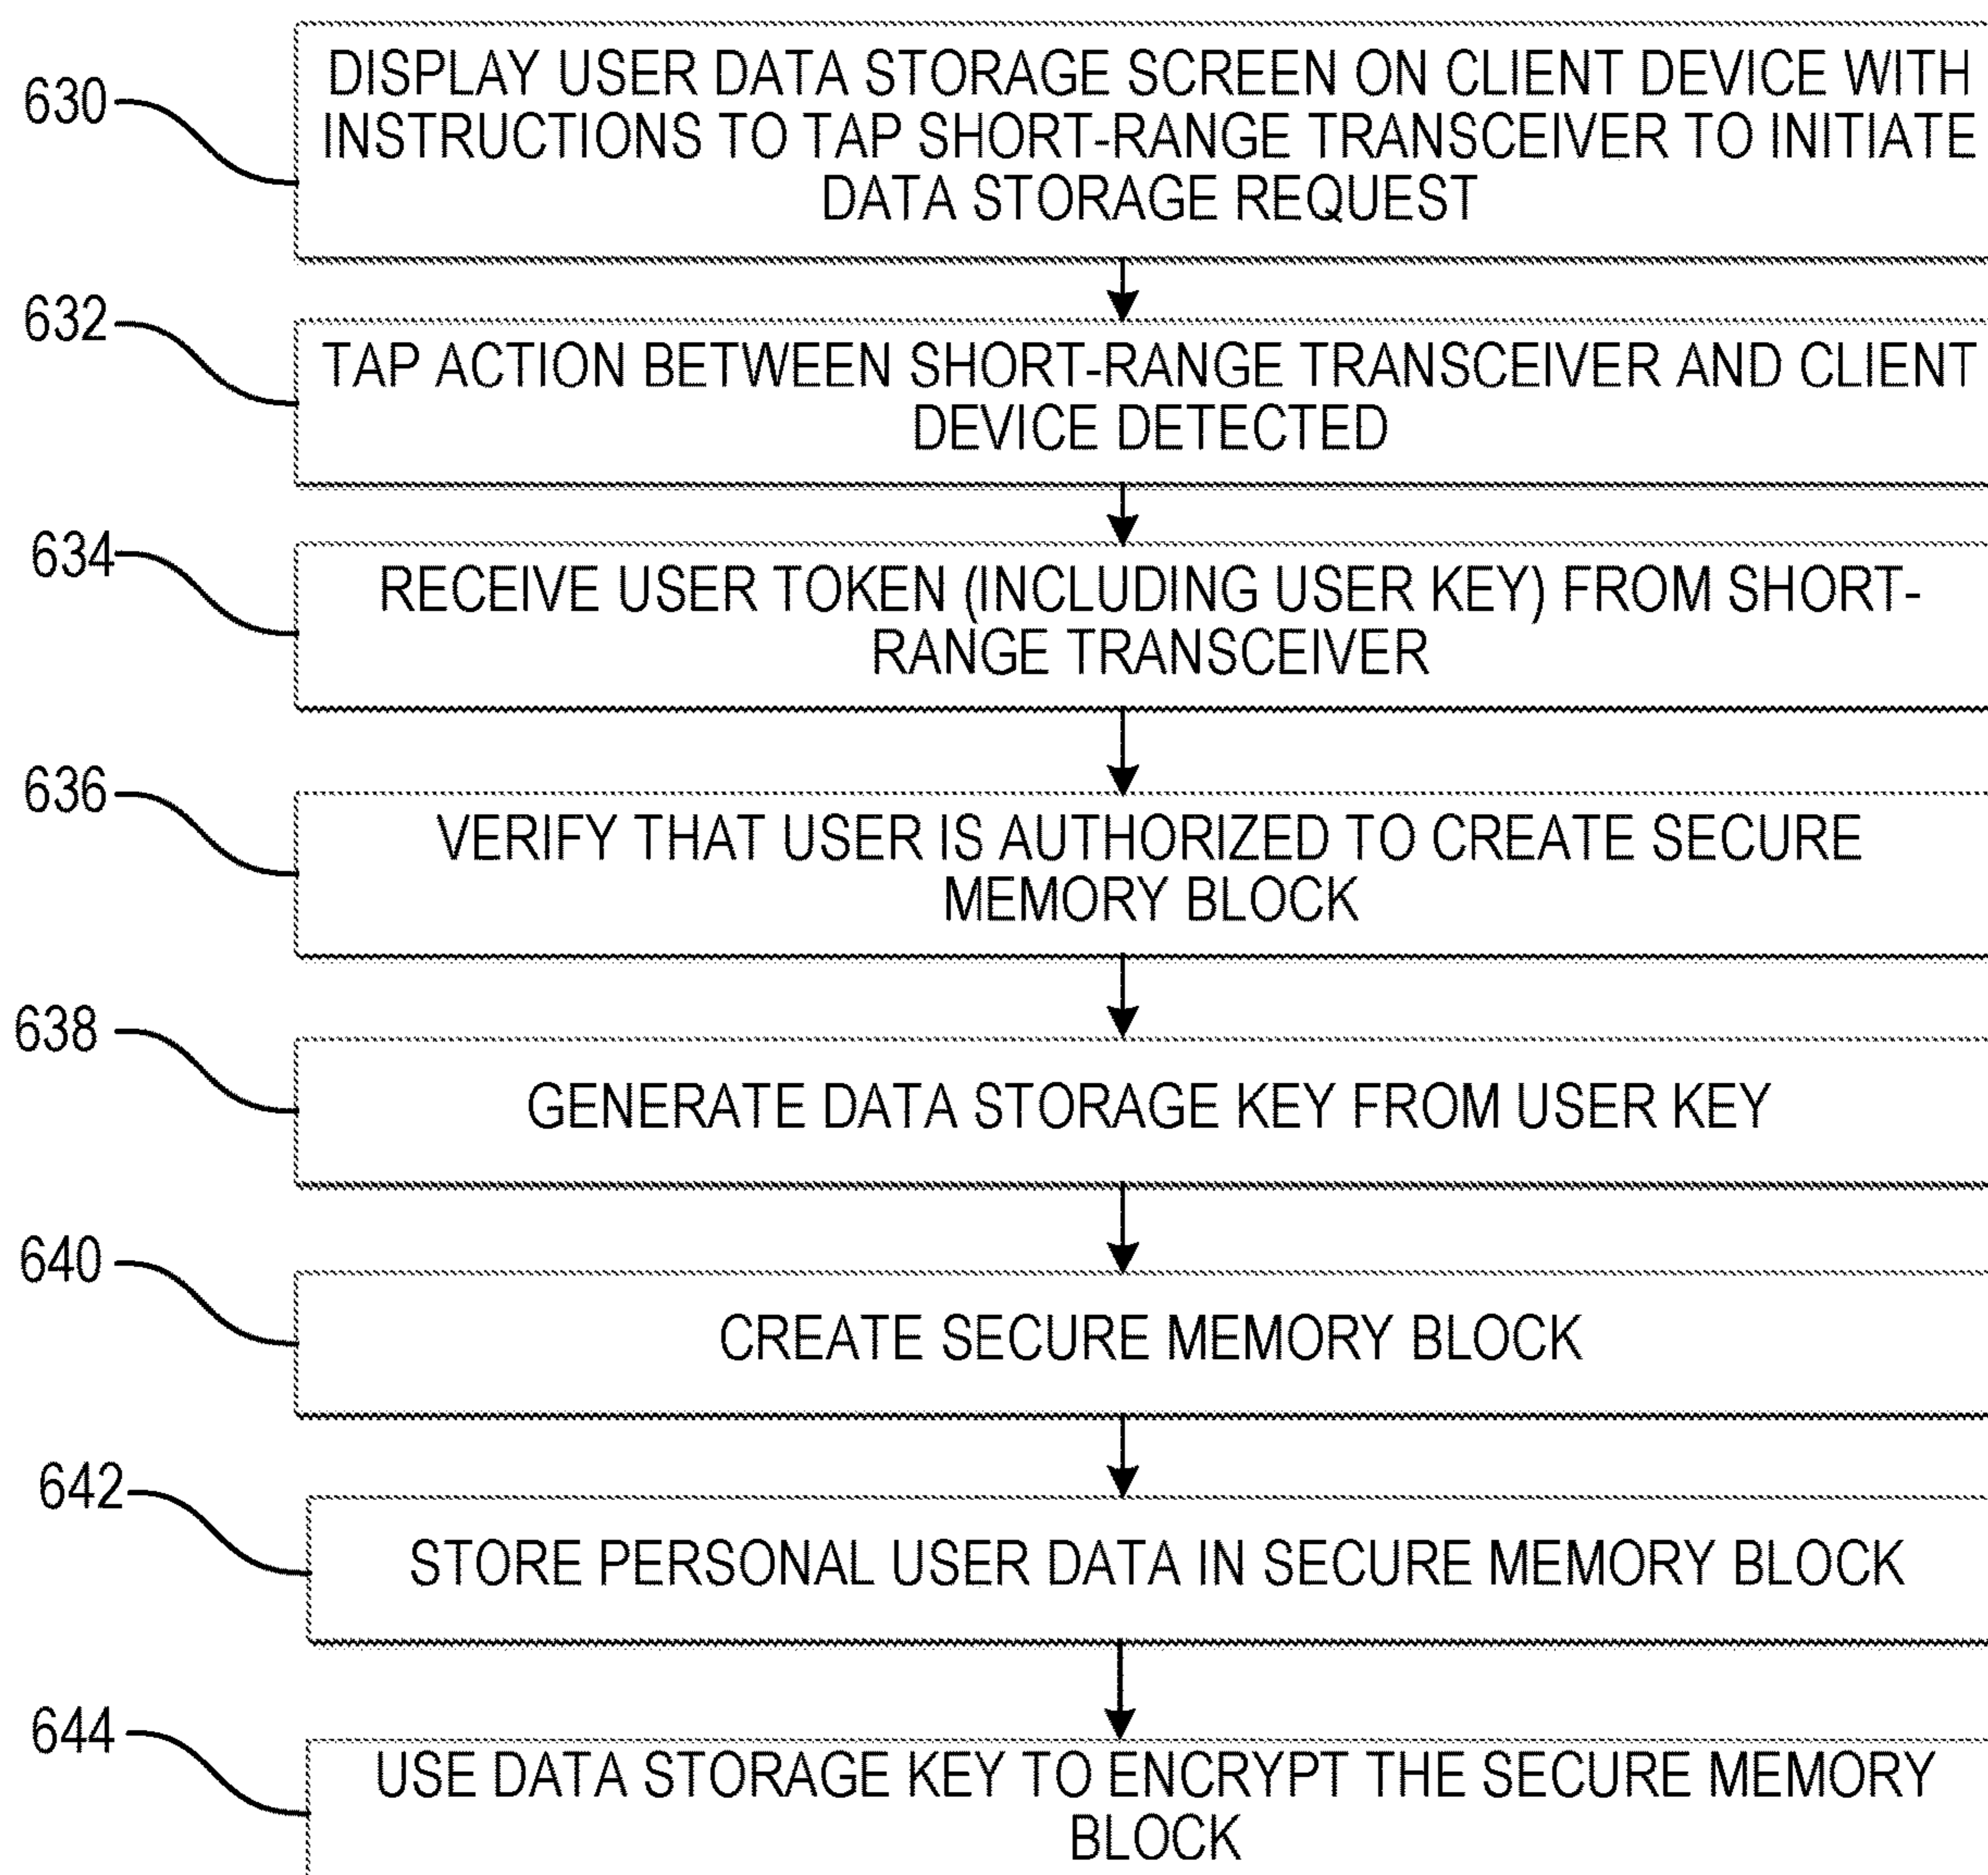 630
DISPLAY USER DATA STORAGE SCREEN ON CLIENT DEVICE WITH
INSTRUCTIONS TO TAP SHORT-RANGE TRANSCEIVER TO INITIATE
DATA STORAGE REQUEST
632
TAP ACTION BETWEEN SHORT-RANGE TRANSCEIVER AND CLIENT
DEVICE DETECTED
634
RECEIVE USER TOKEN (INCLUDING USER KEY) FROM SHORT-
RANGE TRANSCEIVER
636
VERIFY THAT USER IS AUTHORIZED TO CREATE SECURE
MEMORY BLOCK
638
GENERATE DATA STORAGE KEY FROM USER KEY
640
CREATE SECURE MEMORY BLOCK
642
STORE PERSONAL USER DATA IN SECURE MEMORY BLOCK
644
USE DATA STORAGE KEY TO ENCRYPT THE SECURE MEMORY
BLOCK